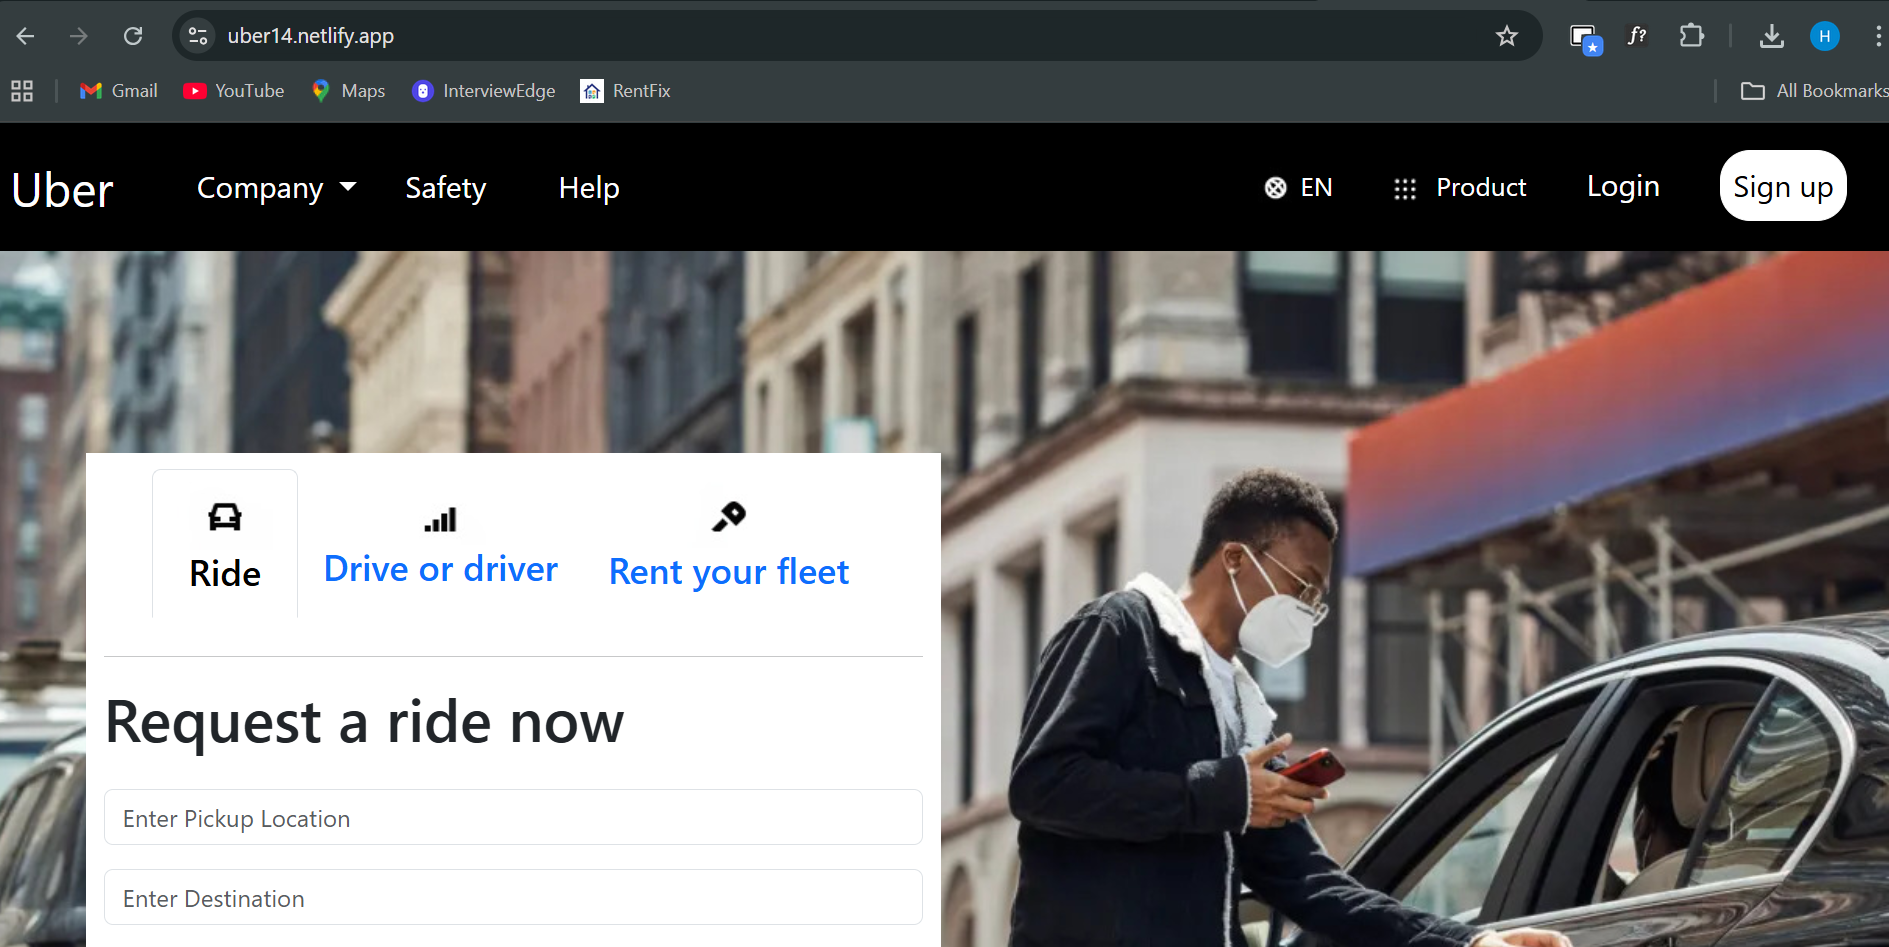 uber14.netlify.app
f?
H
Gmail
YouTube
Maps
InterviewEdge
RentFix
All Bookmarks
Uber
Company
Safety
Help
EN
Product
Login
Sign up
Ride
Drive or driver
Rent your fleet
Request a ride now
Enter Pickup Location
Enter Destination